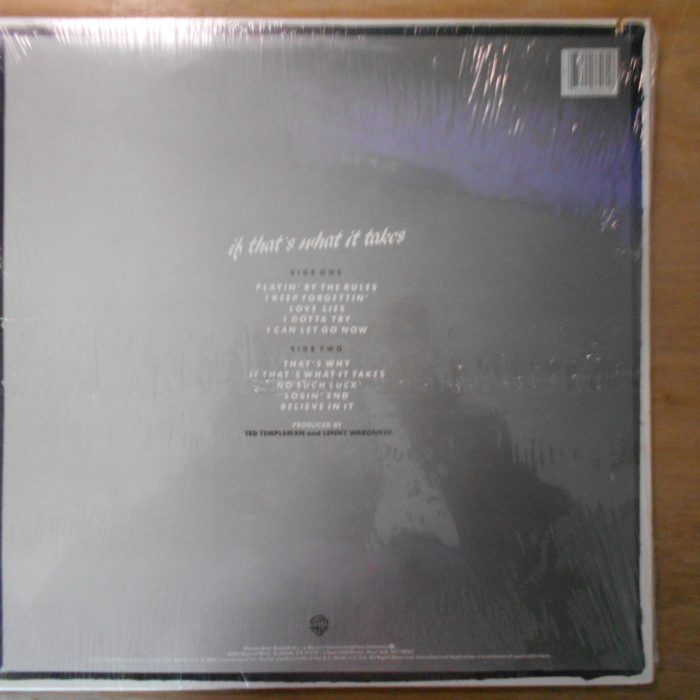 if that's what it takes
SIDE ONE
PLAYIN' BY THE RULES
I KEEP FORGETTIN'
LOVE LIES
I GOTTA TRY
I CAN LET GO NOW
SIDE TWO
THAT'S WHY
IF THAT'S WHAT IT TAKES
NO SUCH LUCK
LOSIN' END
BELIEVE IN IT
PRODUCED BY
TED TEMPLEMAN and LENNY WARONKER